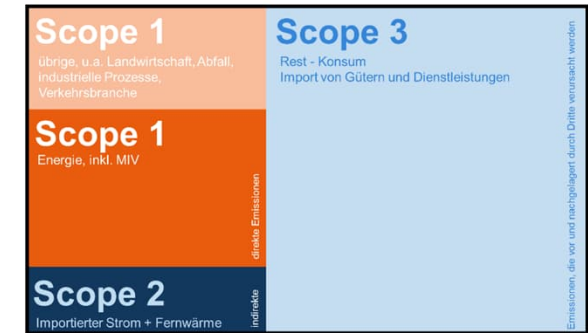 Scope 1
übrige, u.a. Landwirtschaft, Abfall,
industrielle Prozesse,
Verkehrsbranche
Scope 1
Energie, inkl. MIV
direkte Emissionen
Scope 2
Importierter Strom + Fernwärme
indirekte
Scope 3
Rest - Konsum
Import von Gütern und Dienstleistungen
Emissionen, die vor und nachgelagert durch Dritte verursacht werden